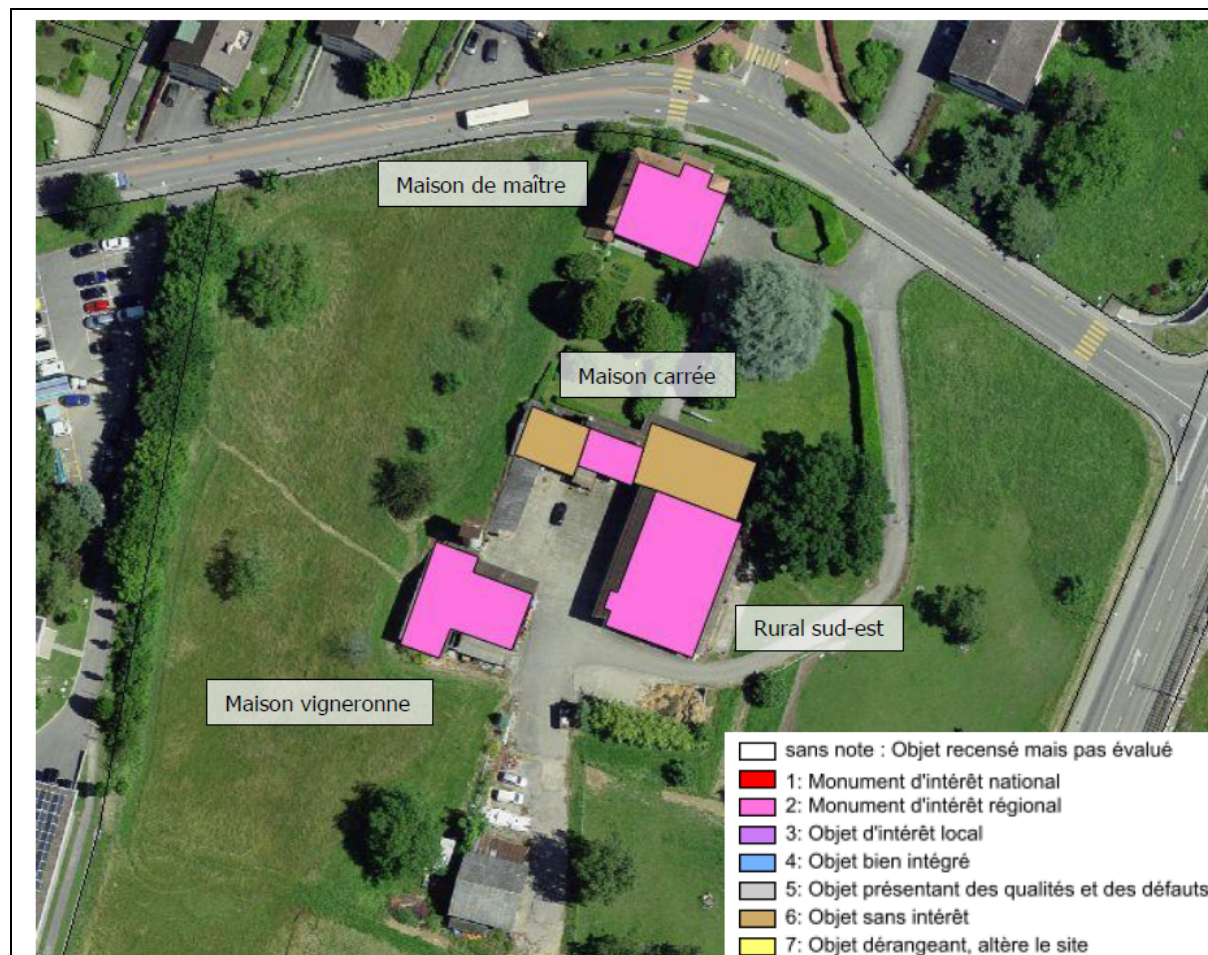 Maison de maître
Maison carrée
Rural sud-est
Maison vigneronne
sans note : Objet recensé mais pas évalué
1: Monument d'intérêt national
2: Monument d'intérêt régional
3: Objet d'intérêt local
4: Objet bien intégré
5: Objet présentant des qualités et des défauts
6: Objet sans intérêt
7: Objet dérangeant, altère le site